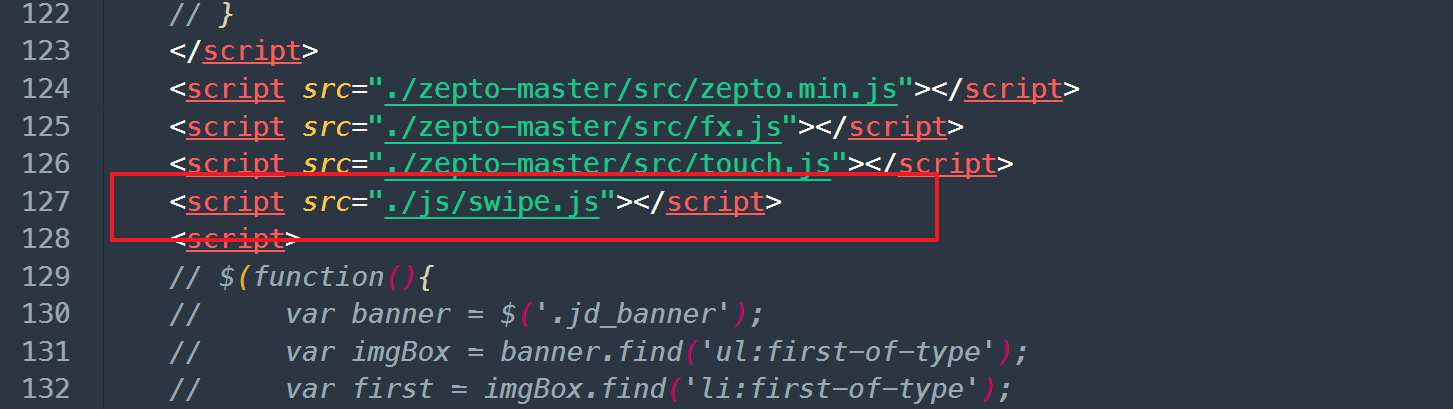 122 // }
123 </script>
124 <script src="./zepto-master/src/zepto.min.js"></script>
125 <script src="./zepto-master/src/fx.js"></script>
126 <script src="./zepto-master/src/touch.js"></script>
127 <script src="./js/swipe.js"></script>
128 <script>
129 // $(function(){
130 //     var banner = $('.jd_banner');
131 //     var imgBox = banner.find('ul:first-of-type');
132 //     var first = imgBox.find('li:first-of-type');